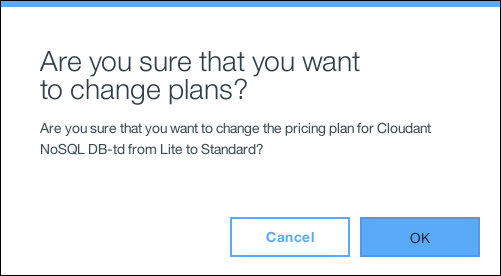 Are you sure that you want
to change plans?
Are you sure that you want to change the pricing plan for Cloudant
NoSQL DB-td from Lite to Standard?
Cancel
OK